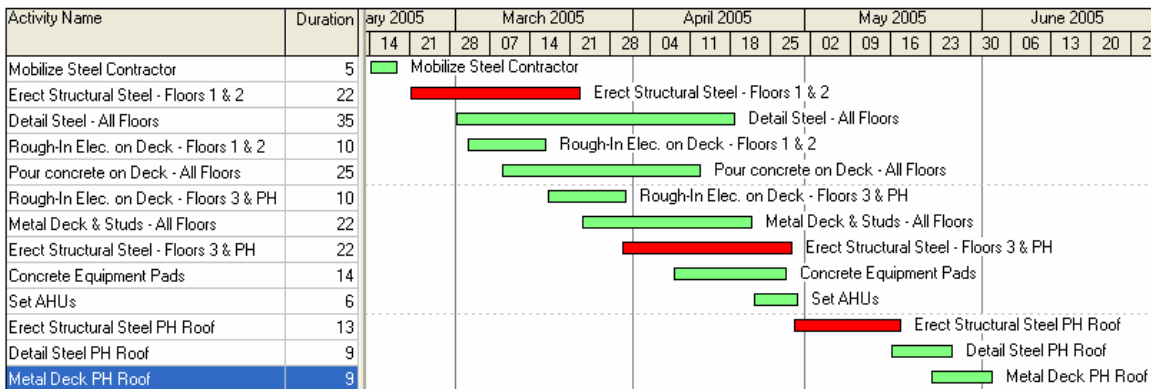 Activity Name Duration ary 2005 March 2005 April 2005 May 2005 June 2005
14 21 28 07 14 21 28 04 11 18 25 02 09 16 23 30 06 13 20 2
Mobilize Steel Contractor 5 Mobilize Steel Contractor
Erect Structural Steel - Floors 1 & 2 22 Erect Structural Steel - Floors 1 & 2
Detail Steel - All Floors 35 Detail Steel - All Floors
Rough-In Elec. on Deck - Floors 1 & 2 10 Rough-In Elec. on Deck - Floors 1 & 2
Pour concrete on Deck - All Floors 25 Pour concrete on Deck - All Floors
Rough-In Elec. on Deck - Floors 3 & PH 10 Rough-In Elec. on Deck - Floors 3 & PH
Metal Deck & Studs - All Floors 22 Metal Deck & Studs - All Floors
Erect Structural Steel - Floors 3 & PH 22 Erect Structural Steel - Floors 3 & PH
Concrete Equipment Pads 14 Concrete Equipment Pads
Set AHUs 6 Set AHUs
Erect Structural Steel PH Roof 13 Erect Structural Steel PH Roof
Detail Steel PH Roof 9 Detail Steel PH Roof
Metal Deck PH Roof 9 Metal Deck PH Roof